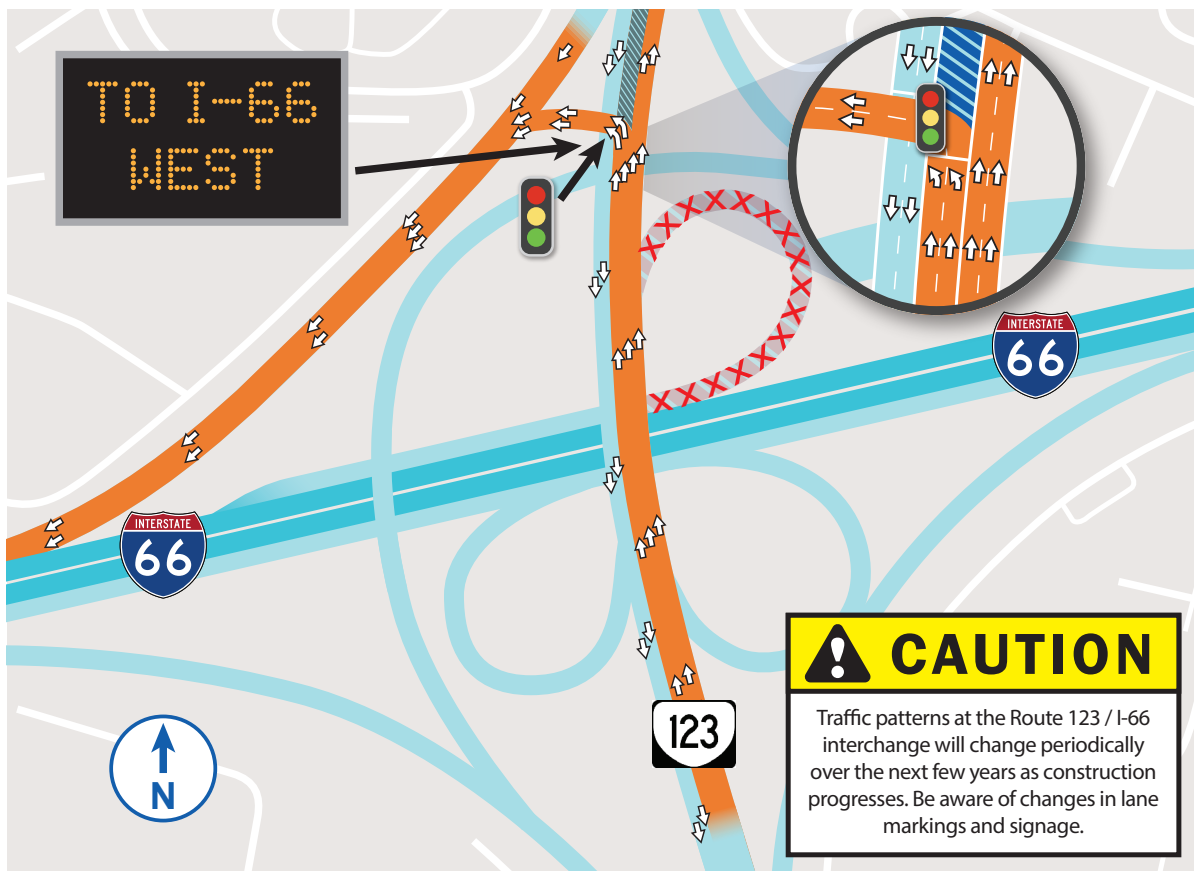 TO I-66
WEST
INTERSTATE
66
INTERSTATE
66
123
N
! CAUTION
Traffic patterns at the Route 123 / I-66
interchange will change periodically
over the next few years as construction
progresses. Be aware of changes in lane
markings and signage.